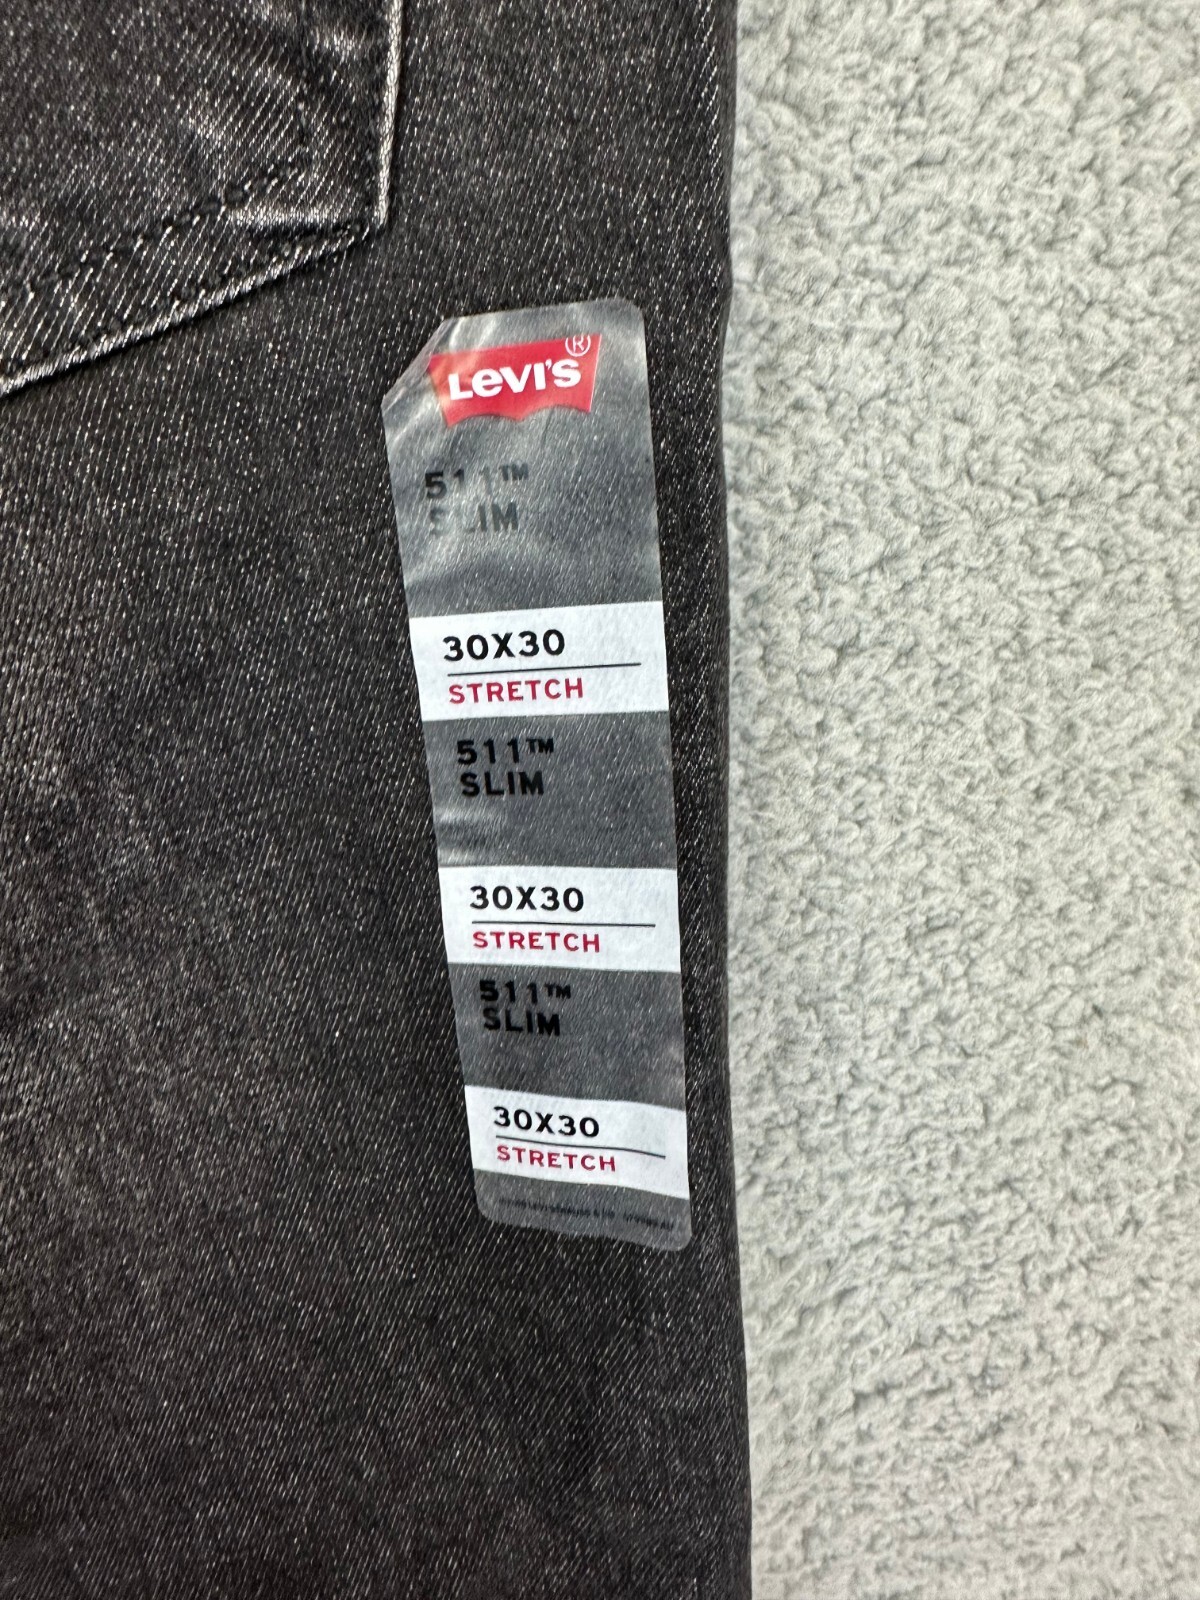 LEVI'S®
511™
SLIM
30X30
STRETCH
511™
SLIM
30X30
STRETCH
511™
SLIM
30X30
STRETCH